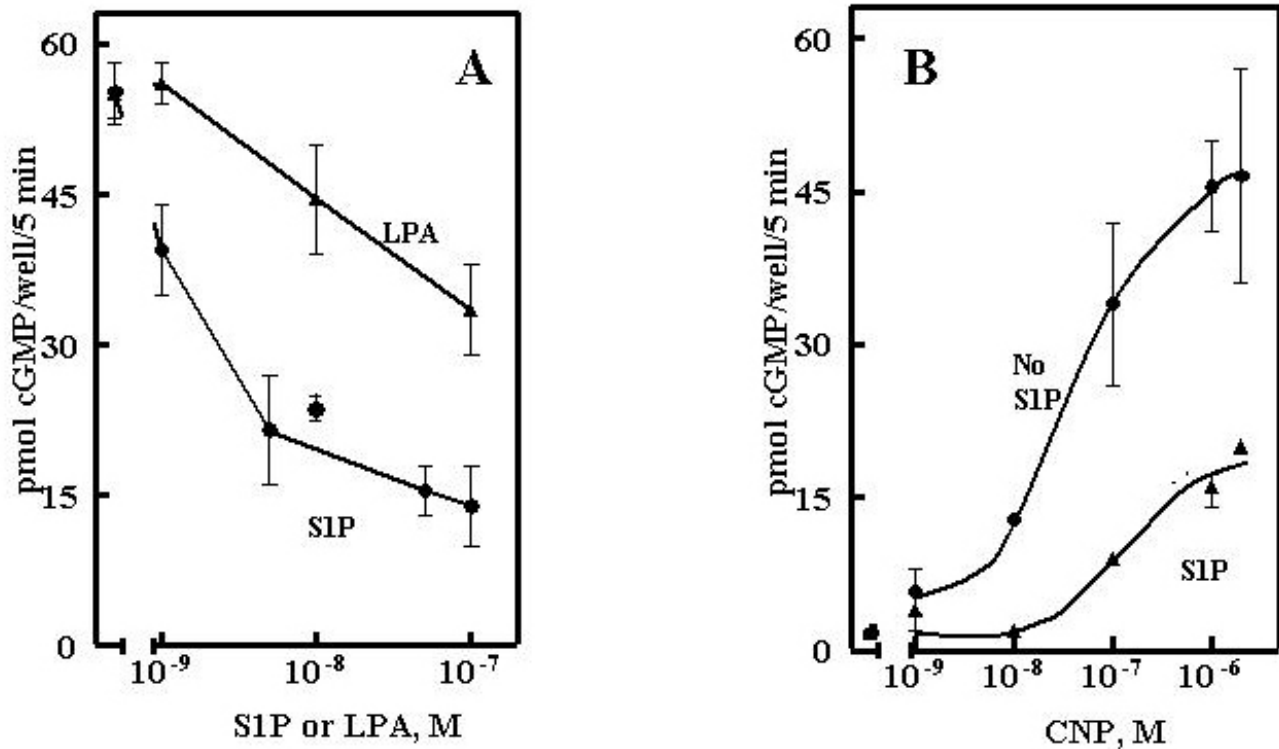 A
pmol cGMP/well/5 min
60
45
30
15
0
LPA
S1P
10-9
10-8
10-7
S1P or LPA, M
B
pmol cGMP/well/5 min
60
45
30
15
0
No
S1P
S1P
10-9
10-8
10-7
10-6
CNP, M